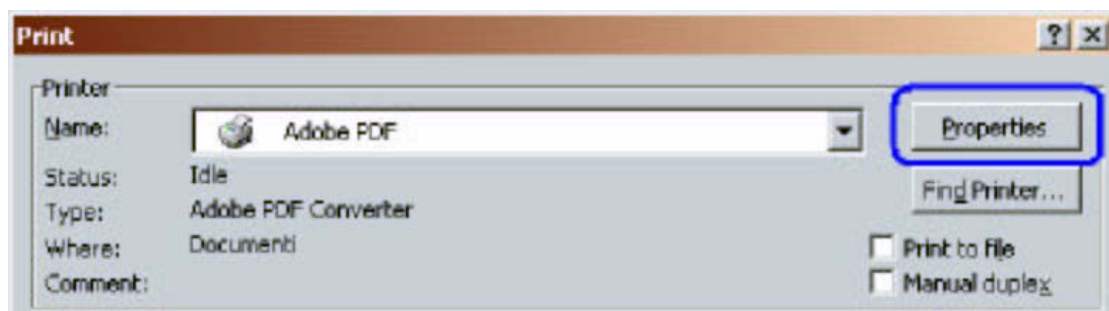 Print
Printer
Name: Adobe PDF Properties
Status: Idle Find Printer...
Type: Adobe PDF Converter
Where: Documenti Print to file
Comment: Manual duplex